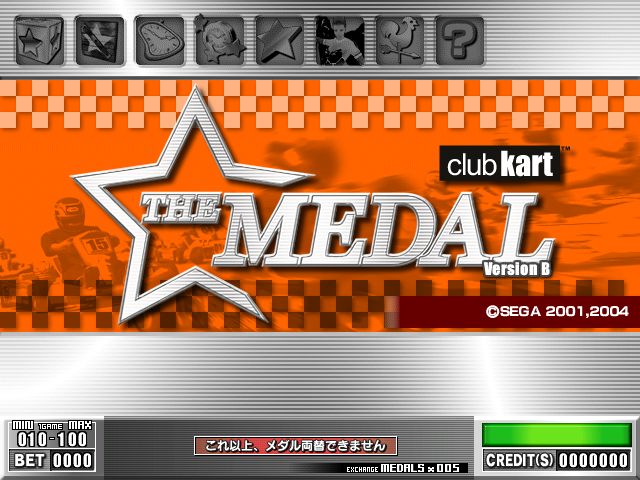 ?
club kart™
15
THE MEDAL
Version B
©SEGA 2001,2004
MIN 1GAME MAX
010-100
BET 0000
これ以上、メダル両替できません
EXCHANGE MEDALS x 005
CREDIT(S) 0000000